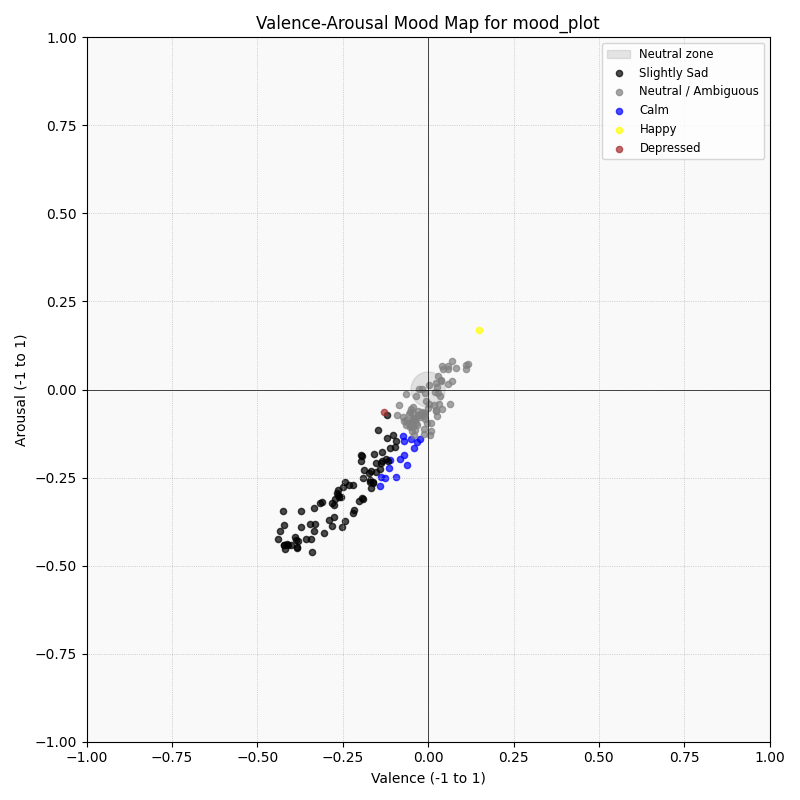 Valence-Arousal Mood Map for mood_plot
Neutral zone
Slightly Sad
Neutral / Ambiguous
Calm
Happy
Depressed
Arousal (-1 to 1)
1.00
0.75
0.50
0.25
0.00
−0.25
−0.50
−0.75
−1.00
−1.00 −0.75 −0.50 −0.25 0.00 0.25 0.50 0.75 1.00
Valence (-1 to 1)